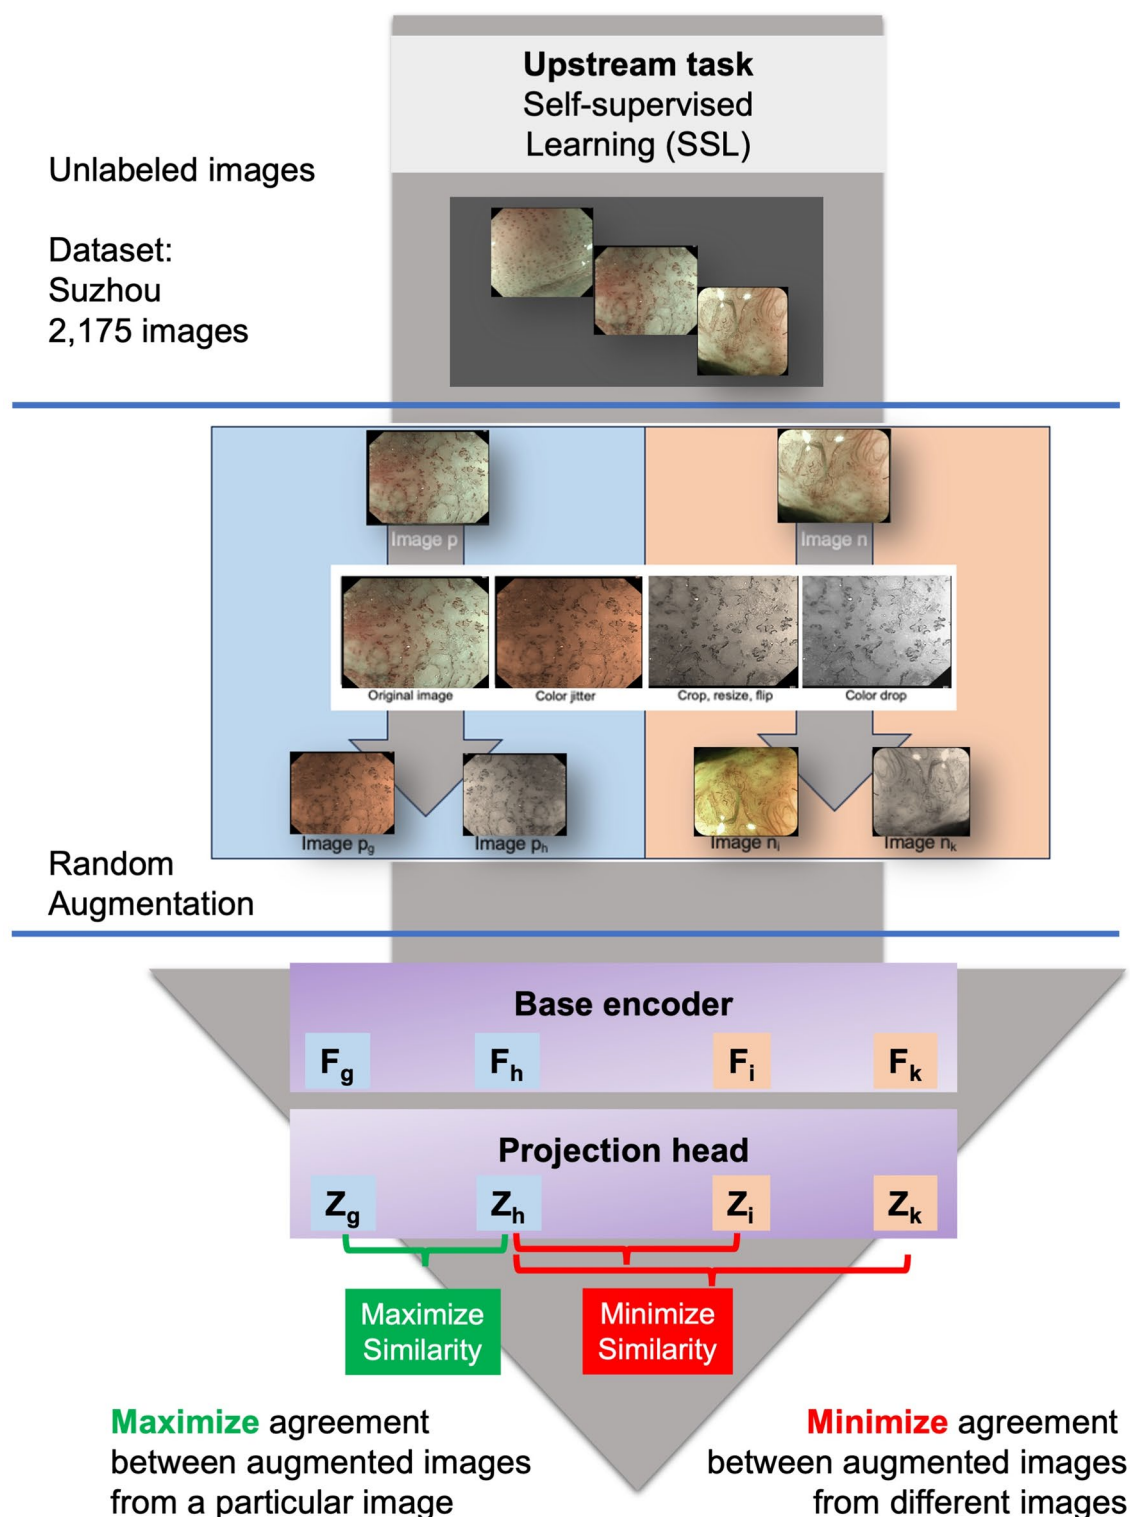 Upstream task
Self-supervised
Learning (SSL)
Unlabeled images
Dataset:
Suzhou
2,175 images
Image p
Image n
Original image
Color jitter
Crop, resize, flip
Color drop
Image pg
Image ph
Image ni
Image nk
Random
Augmentation
Base encoder
Fg
Fh
Fi
Fk
Projection head
Zg
Zh
Zi
Zk
Maximize
Similarity
Minimize
Similarity
Maximize agreement
between augmented images
from a particular image
Minimize agreement
between augmented images
from different images